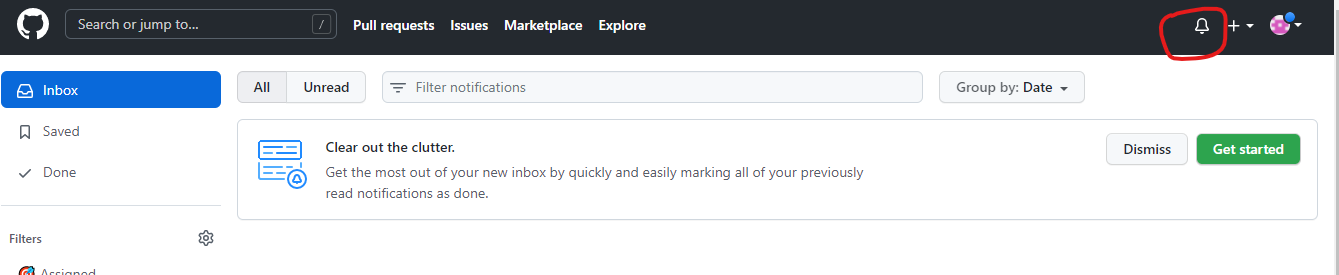 Search or jump to... /
Pull requests Issues Marketplace Explore
Inbox
Saved
Done
Filters
Assigned
All Unread Filter notifications Group by: Date
Clear out the clutter.
Get the most out of your new inbox by quickly and easily marking all of your previously
read notifications as done.
Dismiss Get started